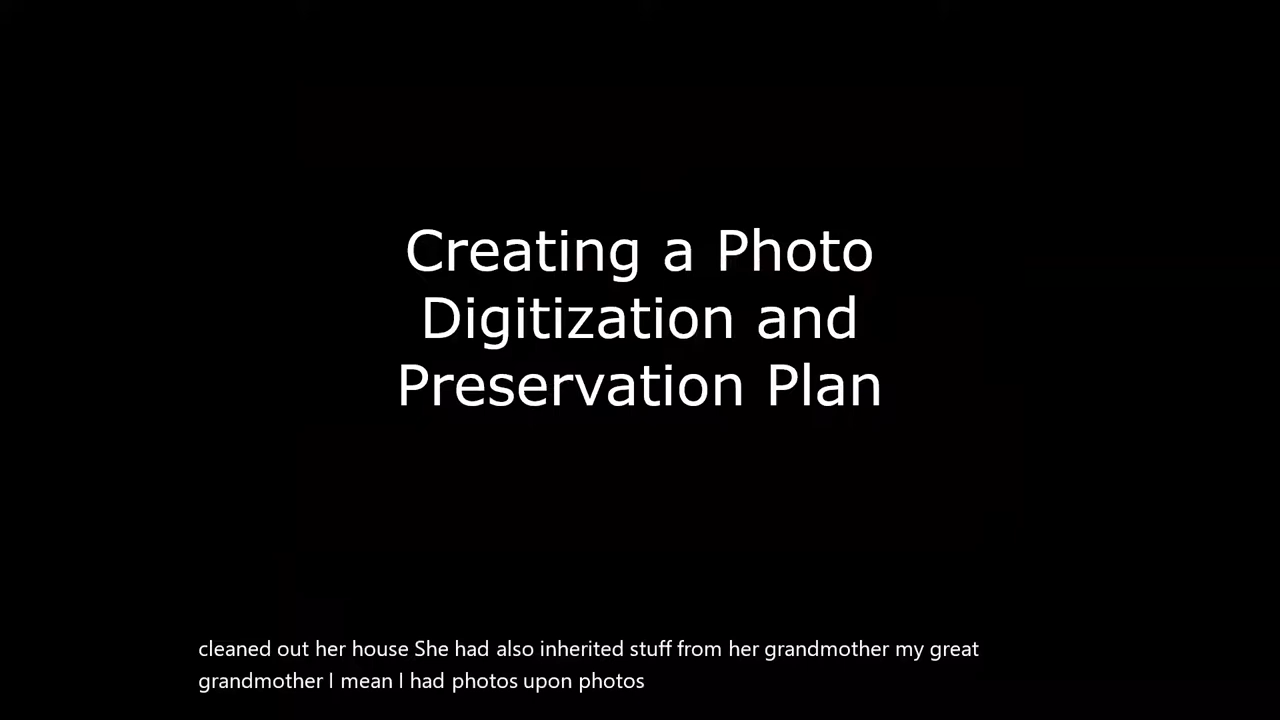 Creating a Photo
Digitization and
Preservation Plan
cleaned out her house She had also inherited stuff from her grandmother my great
grandmother I mean I had photos upon photos